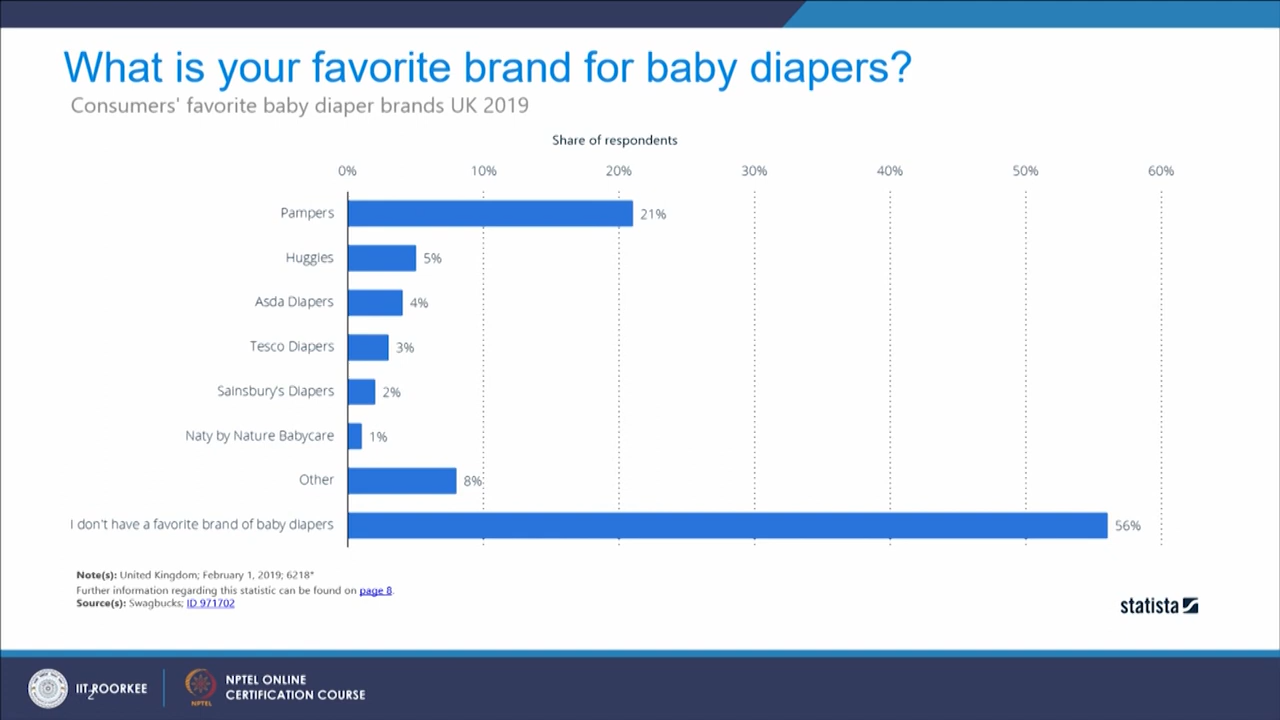 What is your favorite brand for baby diapers?
Consumers' favorite baby diaper brands UK 2019
Share of respondents
0% 10% 20% 30% 40% 50% 60%
Pampers 21%
Huggies 5%
Asda Diapers 4%
Tesco Diapers 3%
Sainsbury's Diapers 2%
Naty by Nature Babycare 1%
Other 8%
I don't have a favorite brand of baby diapers 56%
Note(s): United Kingdom; February 1, 2019; 6218*
Further information regarding this statistic can be found on page 8.
Source(s): Swagbucks; ID 971702
statista
IIT ROORKEE
2
NPTEL ONLINE
CERTIFICATION COURSE
NPTEL